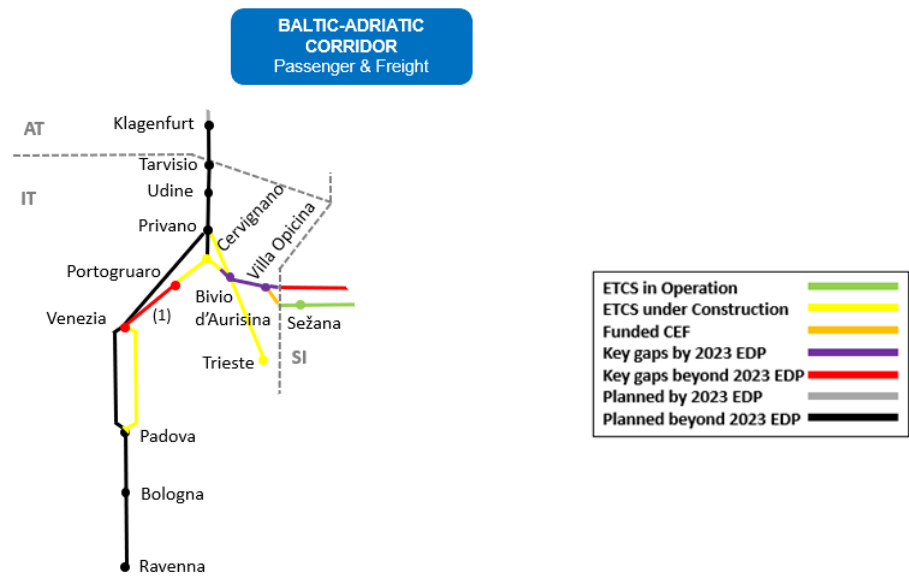 BALTIC-ADRIATIC
CORRIDOR
Passenger & Freight
AT
Klagenfurt
Tarvisio
IT
Udine
Privano
Cervignano
Villa Opicina
Portogruaro
Venezia
(1)
Bivio
d'Aurisina
Sežana
Trieste
SI
Padova
Bologna
Ravenna
ETCS in Operation
ETCS under Construction
Funded CEF
Key gaps by 2023 EDP
Key gaps beyond 2023 EDP
Planned by 2023 EDP
Planned beyond 2023 EDP